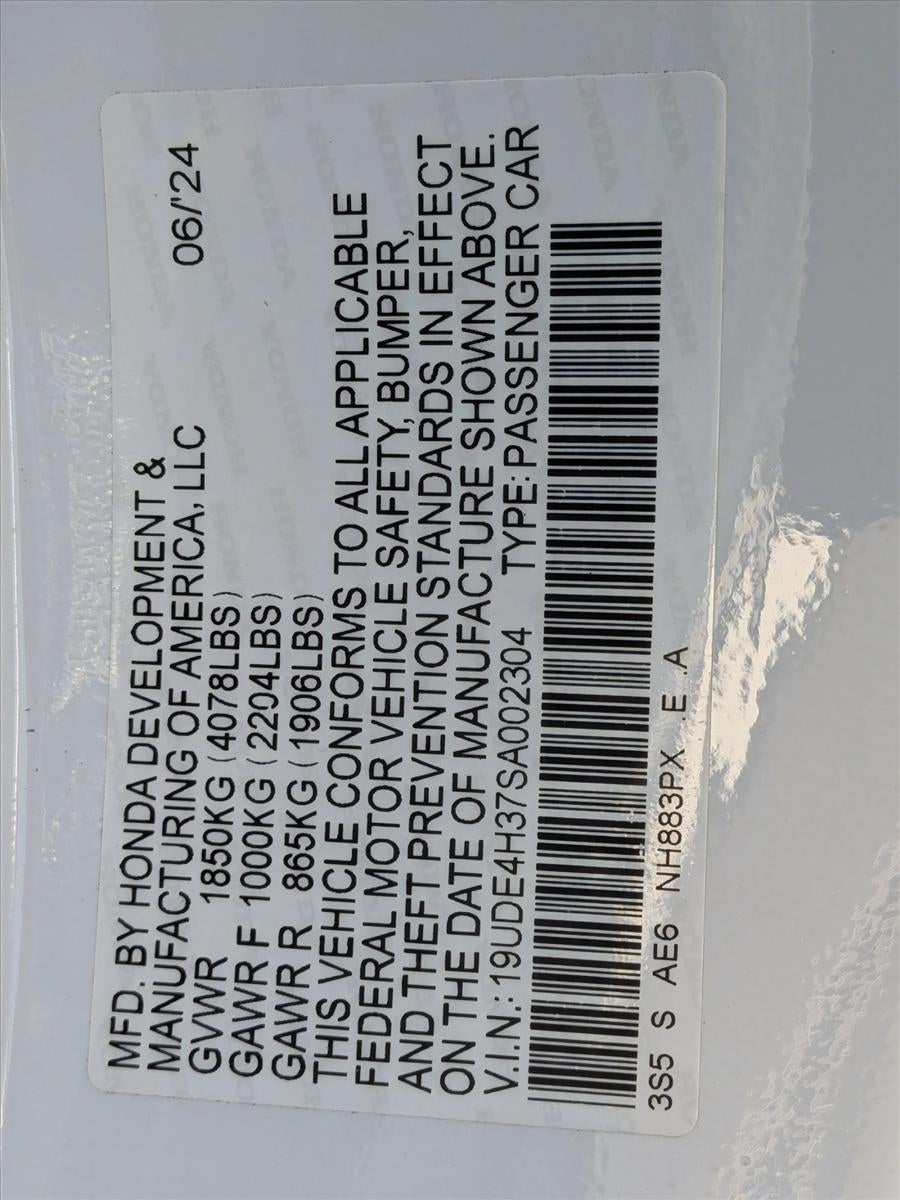 MFD. BY HONDA DEVELOPMENT &
MANUFACTURING OF AMERICA, LLC 06/'24
GVWR 1850KG (4078LBS)
GAWR F 1000KG (2204LBS)
GAWR R 865KG (1906LBS)
THIS VEHICLE CONFORMS TO ALL APPLICABLE
FEDERAL MOTOR VEHICLE SAFETY, BUMPER,
AND THEFT PREVENTION STANDARDS IN EFFECT
ON THE DATE OF MANUFACTURE SHOWN ABOVE.
V.I.N.: 19UDE4H37SA002304 TYPE: PASSENGER CAR
3S5 S AE6 NH883PX .E .A